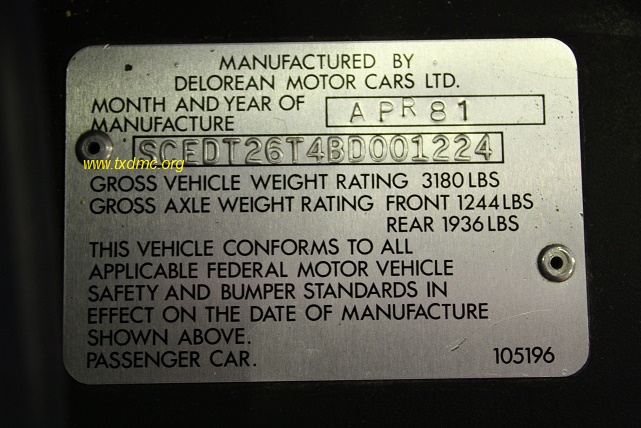 MANUFACTURED BY
DELOREAN MOTOR CARS LTD.
MONTH AND YEAR OF
MANUFACTURE
APR 81
SCEDT26T4BD001224
www.txdmc.org
GROSS VEHICLE WEIGHT RATING 3180 LBS
GROSS AXLE WEIGHT RATING FRONT 1244 LBS
REAR 1936 LBS
THIS VEHICLE CONFORMS TO ALL
APPLICABLE FEDERAL MOTOR VEHICLE
SAFETY AND BUMPER STANDARDS IN
EFFECT ON THE DATE OF MANUFACTURE
SHOWN ABOVE.
PASSENGER CAR. 105196